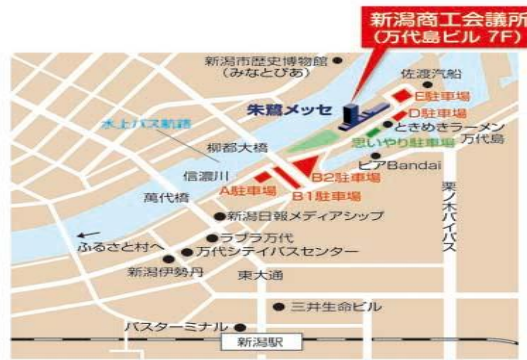 新潟商工会議所
(万代島ビル 7F)
新潟市歴史博物館
(みなとぴあ)
佐渡汽船
E駐車場
朱鷺メッセ
D駐車場
ときめきラーメン
万代島
水上バス航路
思いやり駐車場
柳都大橋
ピアBandai
信濃川
B2駐車場
A駐車場
B1駐車場
栗ノ木バイパス
萬代橋
新潟日報メディアシップ
ラブラ万代
ふるさと村へ
万代シテイバスセンター
新潟伊勢丹
東大通
三井生命ビル
バスターミナル
新潟駅